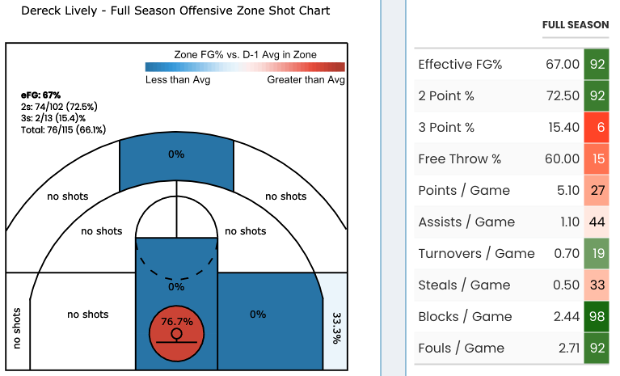 Dereck Lively - Full Season Offensive Zone Shot Chart
Zone FG% vs. D-1 Avg in Zone
Less than Avg Greater than Avg
eFG: 67%
2s: 74/102 (72.5%)
3s: 2/13 (15.4)%
Total: 76/115 (66.1%)
0%
no shots no shots
no shots no shots
0%
no shots 0%
76.7%
no shots
33.3%
FULL SEASON
Effective FG% 67.00 92
2 Point % 72.50 92
3 Point % 15.40 6
Free Throw % 60.00 15
Points / Game 5.10 27
Assists / Game 1.10 44
Turnovers / Game 0.70 19
Steals / Game 0.50 33
Blocks / Game 2.44 98
Fouls / Game 2.71 92